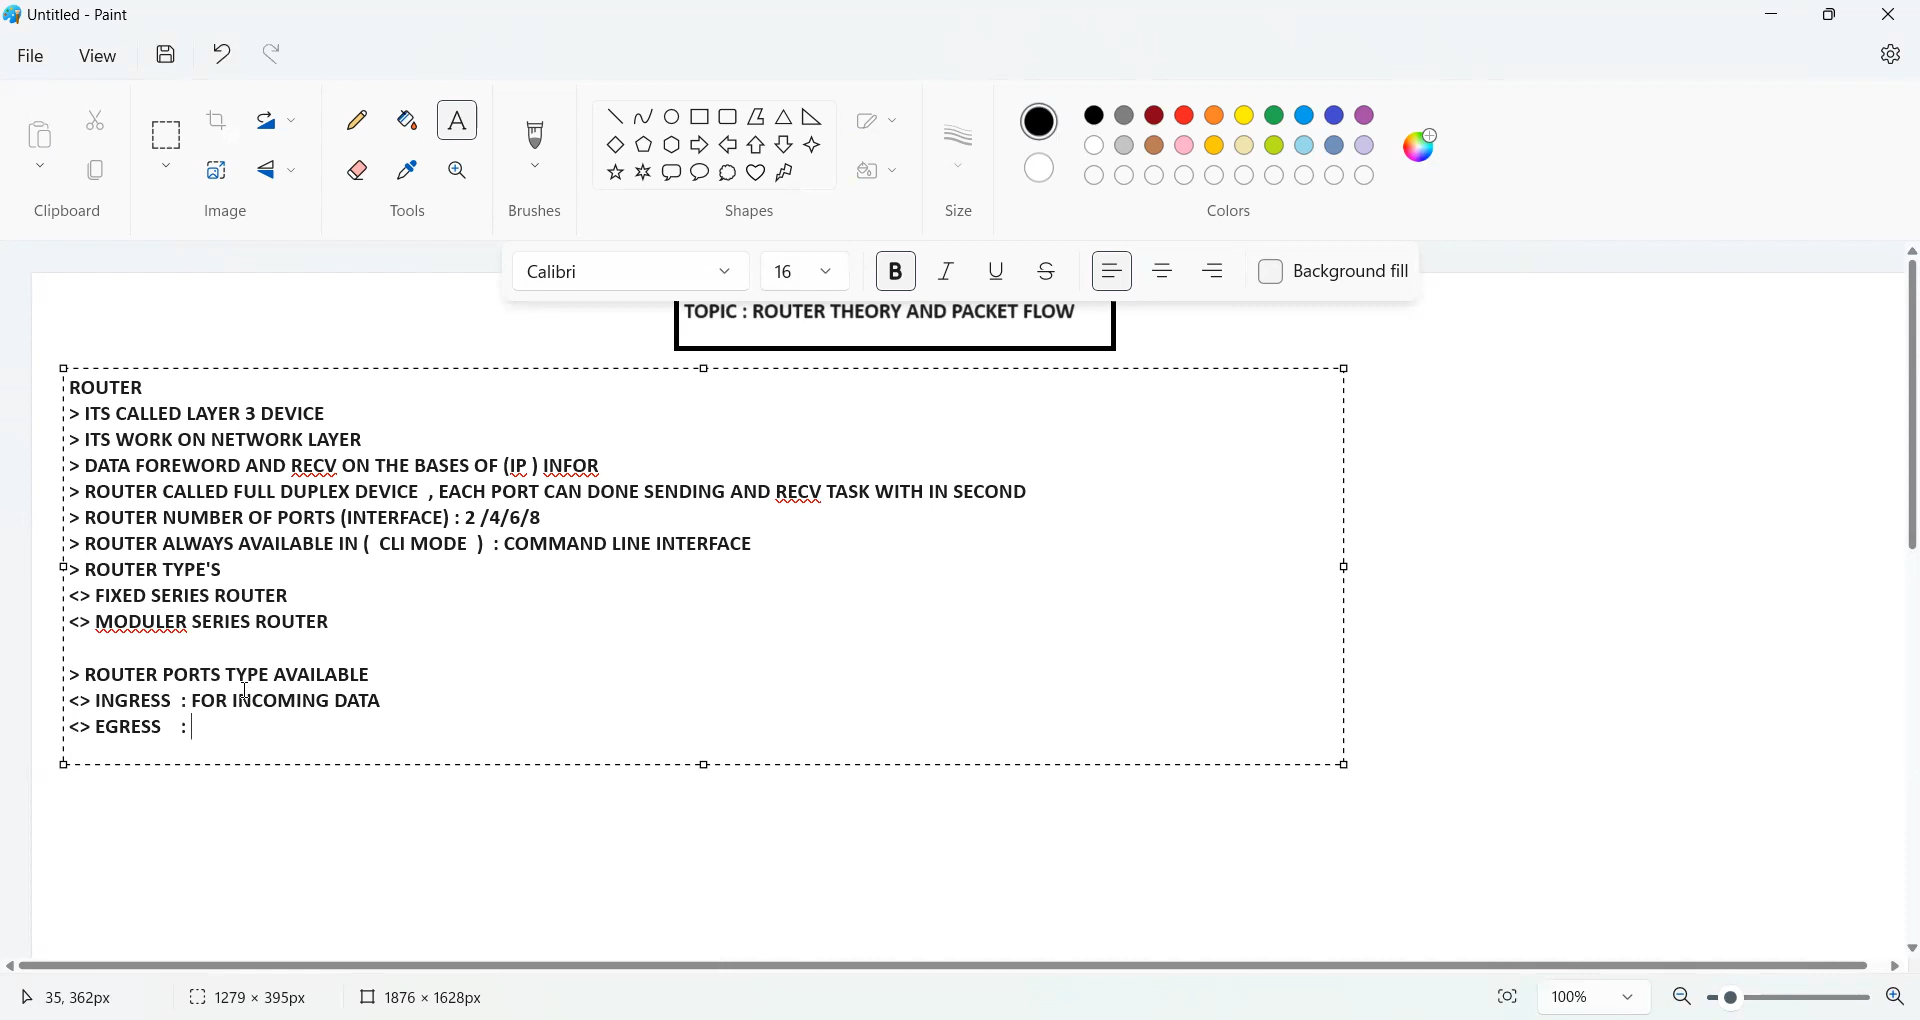 Untitled - Paint
File View
Clipboard Image Tools Brushes Shapes Size Colors
Calibri 16 B I U S Background fill
TOPIC : ROUTER THEORY AND PACKET FLOW
ROUTER
> ITS CALLED LAYER 3 DEVICE
> ITS WORK ON NETWORK LAYER
> DATA FOREWORD AND RECV ON THE BASES OF (IP ) INFOR
> ROUTER CALLED FULL DUPLEX DEVICE , EACH PORT CAN DONE SENDING AND RECV TASK WITH IN SECOND
> ROUTER NUMBER OF PORTS (INTERFACE) : 2 /4/6/8
> ROUTER ALWAYS AVAILABLE IN ( CLI MODE ) : COMMAND LINE INTERFACE
> ROUTER TYPE'S
<> FIXED SERIES ROUTER
<> MODULER SERIES ROUTER
> ROUTER PORTS TYPE AVAILABLE
<> INGRESS : FOR INCOMING DATA
<> EGRESS :
35, 362px 1279 × 395px 1876 × 1628px 100%